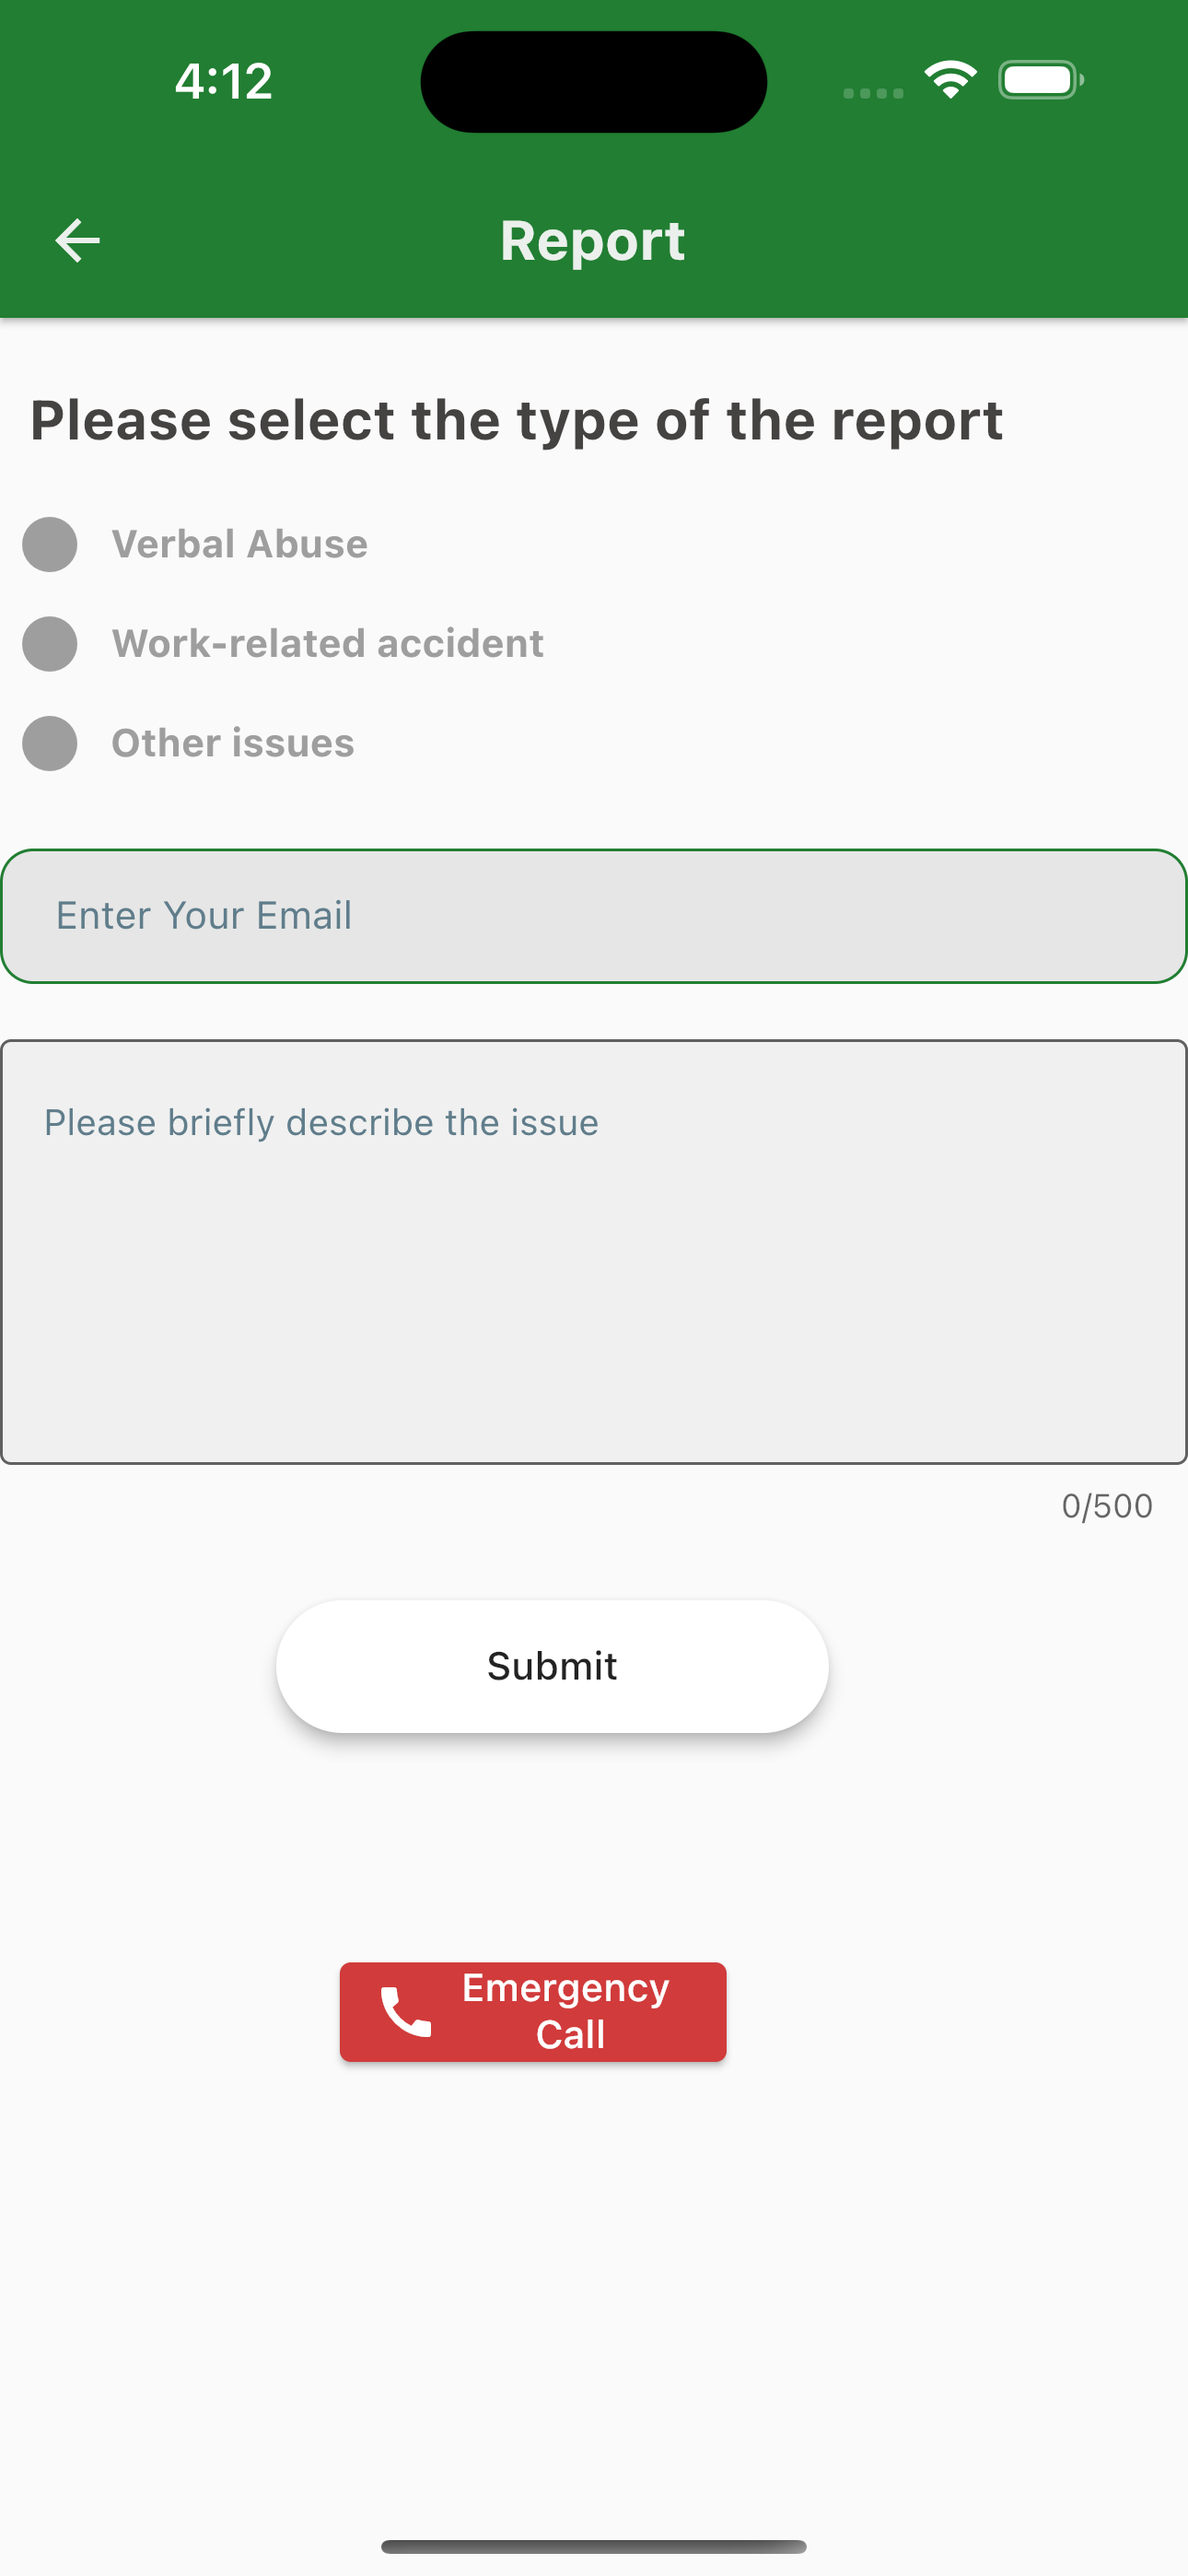 4:12
Report
Please select the type of the report
Verbal Abuse
Work-related accident
Other issues
Enter Your Email
Please briefly describe the issue
0/500
Submit
Emergency
Call